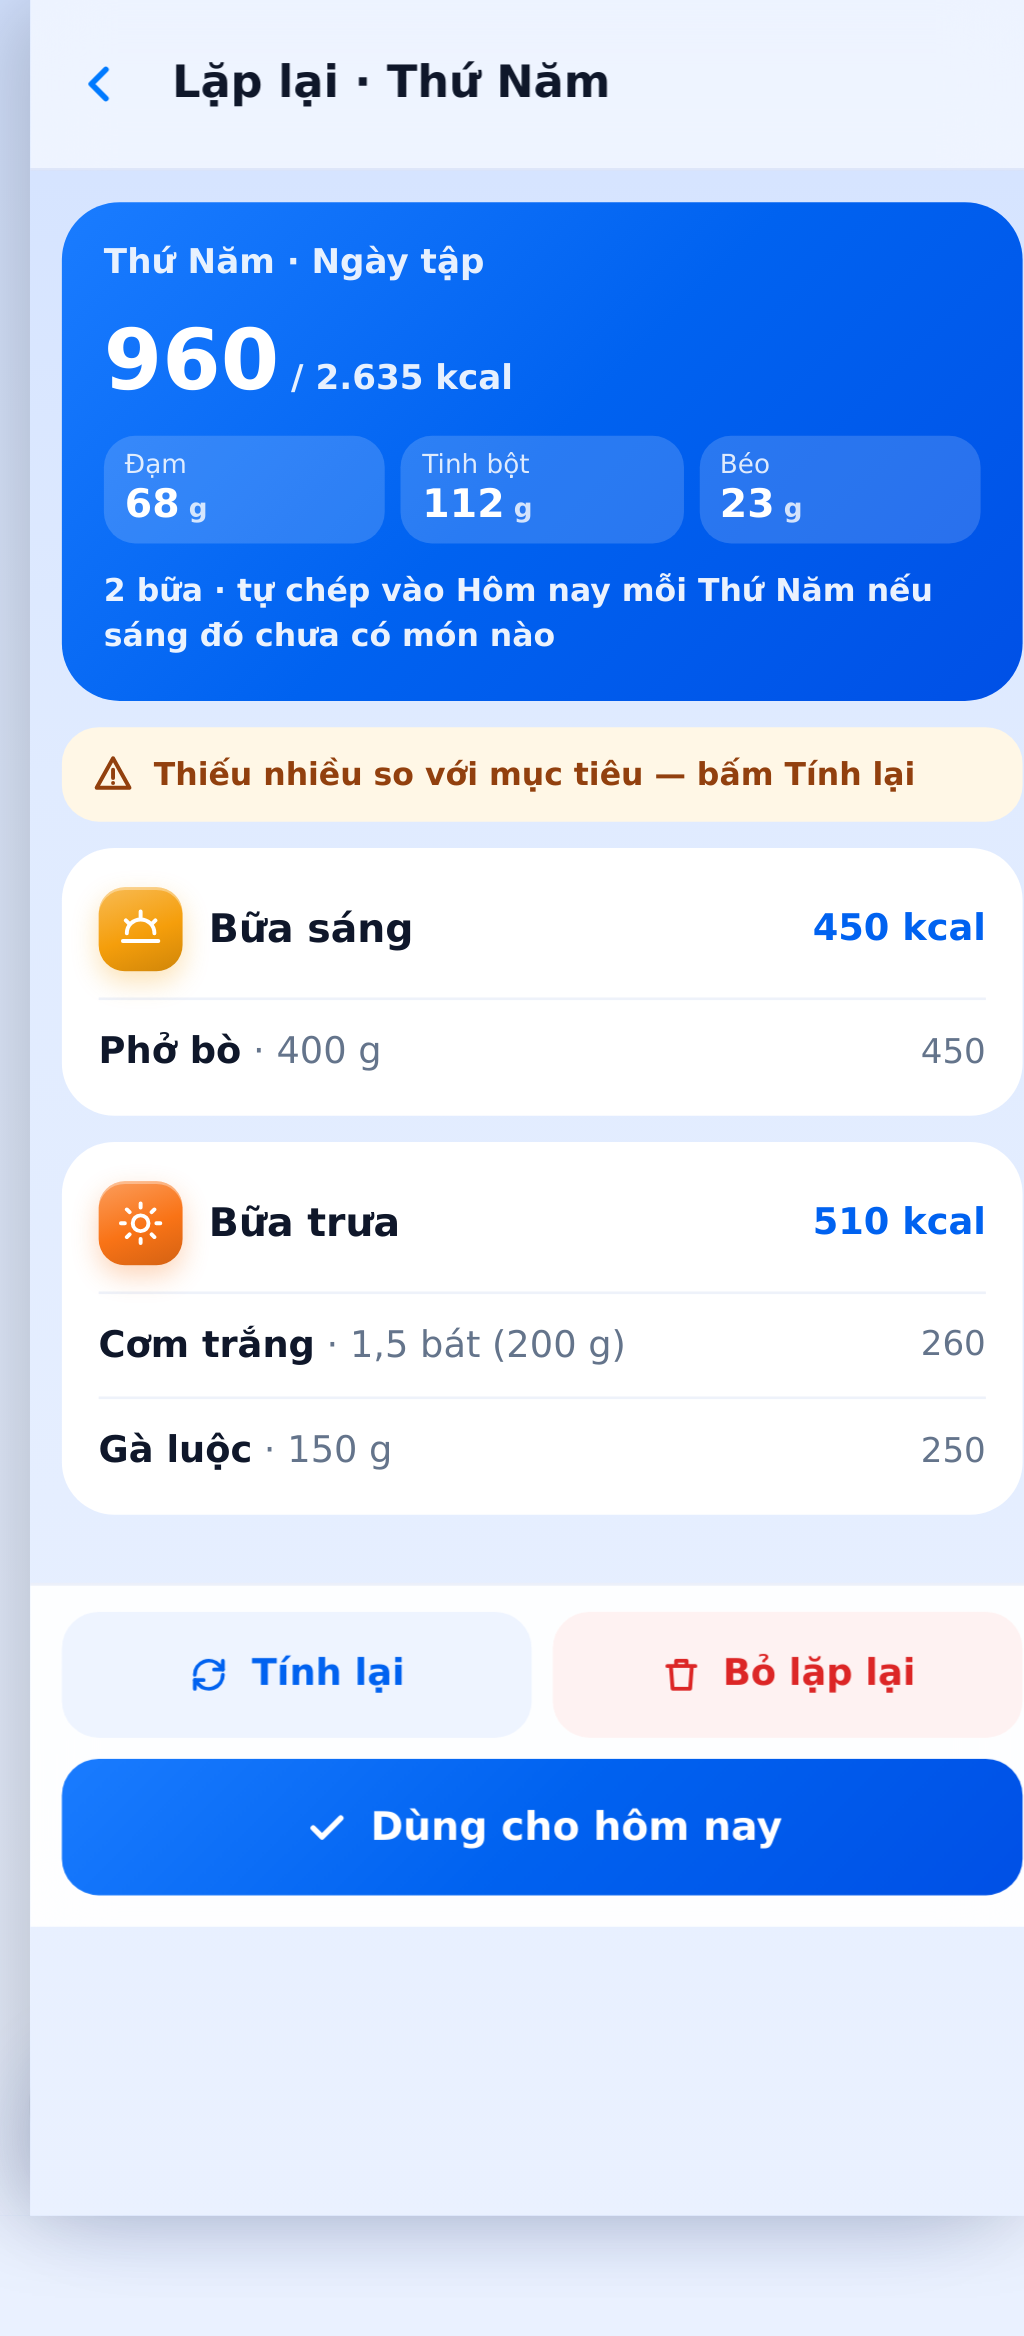 Lặp lại · Thứ Năm
Thứ Năm · Ngày tập
960 / 2.635 kcal
Đạm
68 g
Tinh bột
112 g
Béo
23 g
2 bữa · tự chép vào Hôm nay mỗi Thứ Năm nếu
sáng đó chưa có món nào
Thiếu nhiều so với mục tiêu — bấm Tính lại
Bữa sáng 450 kcal
Phở bò · 400 g 450
Bữa trưa 510 kcal
Cơm trắng · 1,5 bát (200 g) 260
Gà luộc · 150 g 250
Tính lại
Bỏ lặp lại
Dùng cho hôm nay